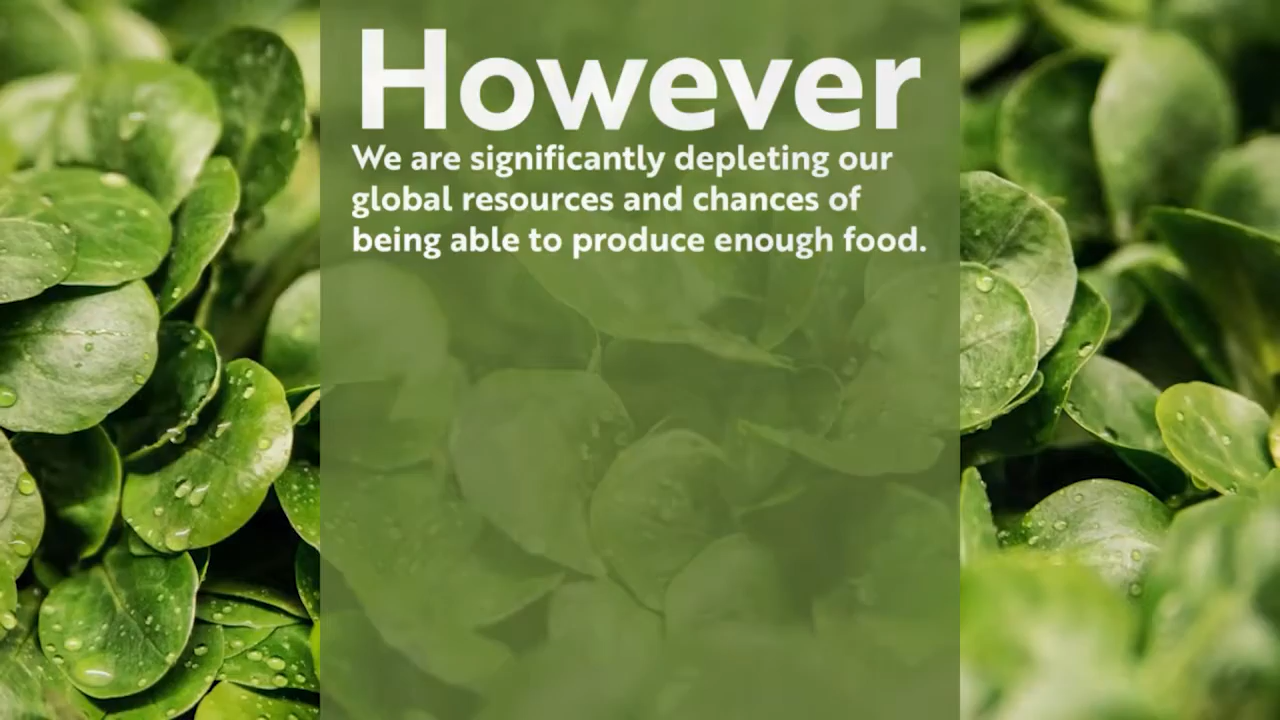 However
We are significantly depleting our
global resources and chances of
being able to produce enough food.